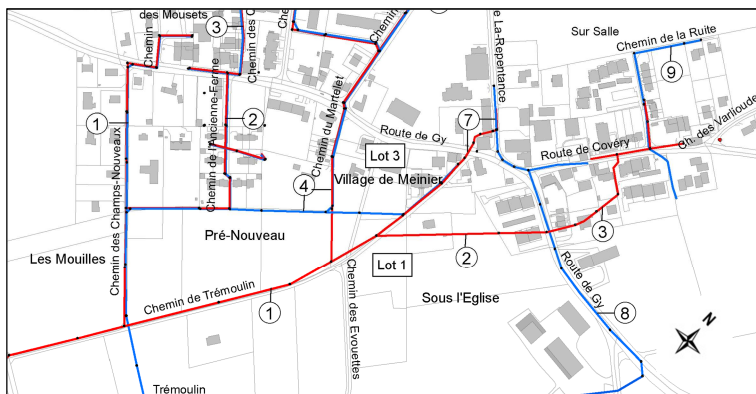 des Mousets
Chemin
3
Chemin des C
Chemin
Chemin
e La-Repentance
Sur Salle
Chemin de la Ruite
9
1
Chemin des Champs-Nouveaux
Chemin de l'Ancienne-Ferme
2
Chemin du Martelet
Route de Gy
7
Lot 3
Route de Covéry
Ch. des Varlioude
4
Village de Meinier
3
Les Mouilles
Pré-Nouveau
2
Lot 1
Chemin de Trémoulin
1
Chemin des Evouettes
Sous l'Eglise
Route de Gy
8
N
Trémoulin